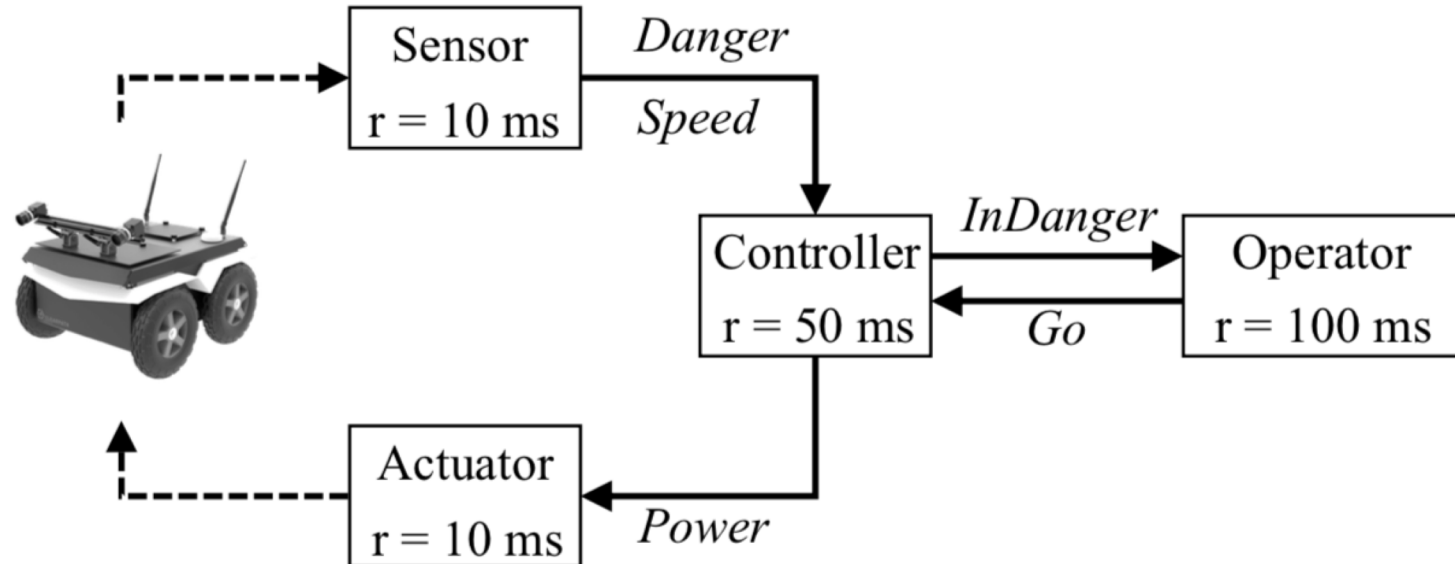 Sensor
r = 10 ms
Danger
Speed
Controller
r = 50 ms
InDanger
Go
Operator
r = 100 ms
Actuator
r = 10 ms
Power